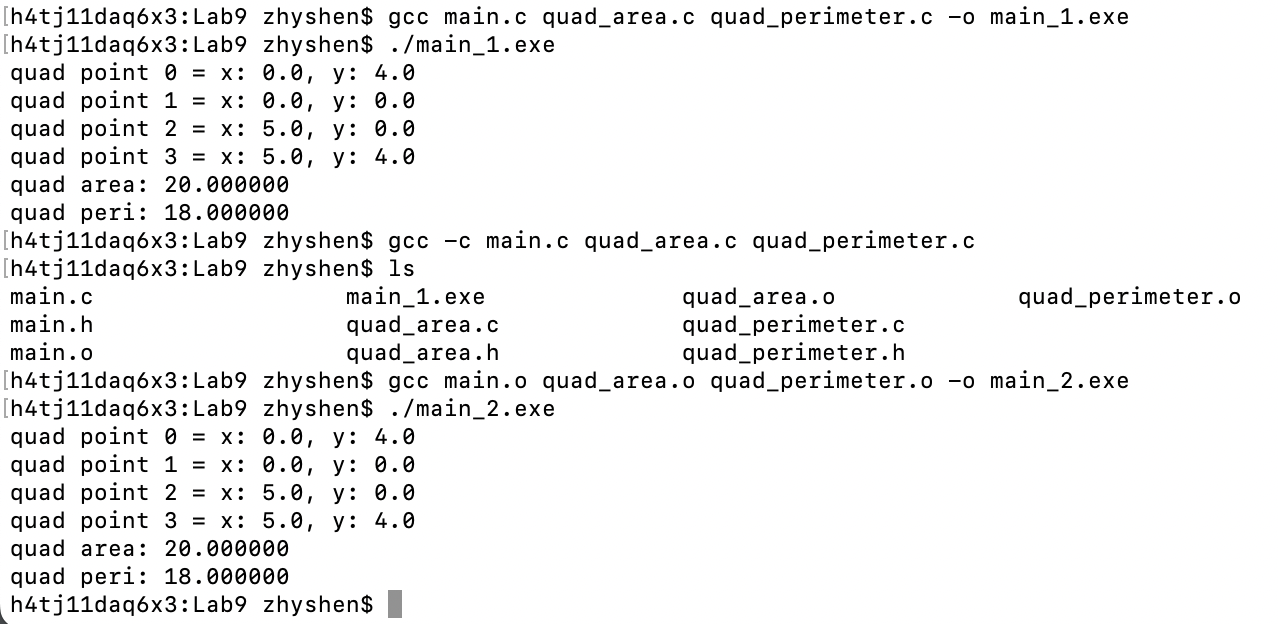 [h4tj11daq6x3:Lab9 zhyshen$ gcc main.c quad_area.c quad_perimeter.c -o main_1.exe
[h4tj11daq6x3:Lab9 zhyshen$ ./main_1.exe
quad point 0 = x: 0.0, y: 4.0
quad point 1 = x: 0.0, y: 0.0
quad point 2 = x: 5.0, y: 0.0
quad point 3 = x: 5.0, y: 4.0
quad area: 20.000000
quad peri: 18.000000
[h4tj11daq6x3:Lab9 zhyshen$ gcc -c main.c quad_area.c quad_perimeter.c
[h4tj11daq6x3:Lab9 zhyshen$ ls
main.c                  main_1.exe              quad_area.o             quad_perimeter.o
main.h                  quad_area.c             quad_perimeter.c
main.o                  quad_area.h             quad_perimeter.h
[h4tj11daq6x3:Lab9 zhyshen$ gcc main.o quad_area.o quad_perimeter.o -o main_2.exe
[h4tj11daq6x3:Lab9 zhyshen$ ./main_2.exe
quad point 0 = x: 0.0, y: 4.0
quad point 1 = x: 0.0, y: 0.0
quad point 2 = x: 5.0, y: 0.0
quad point 3 = x: 5.0, y: 4.0
quad area: 20.000000
quad peri: 18.000000
h4tj11daq6x3:Lab9 zhyshen$